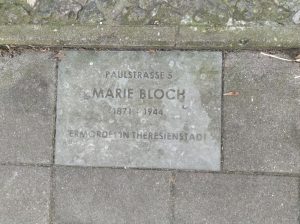 PAULSTRASSE 5
MARIE BLOCH
1871 - 1944
ERMORDET IN THERESIENSTADT